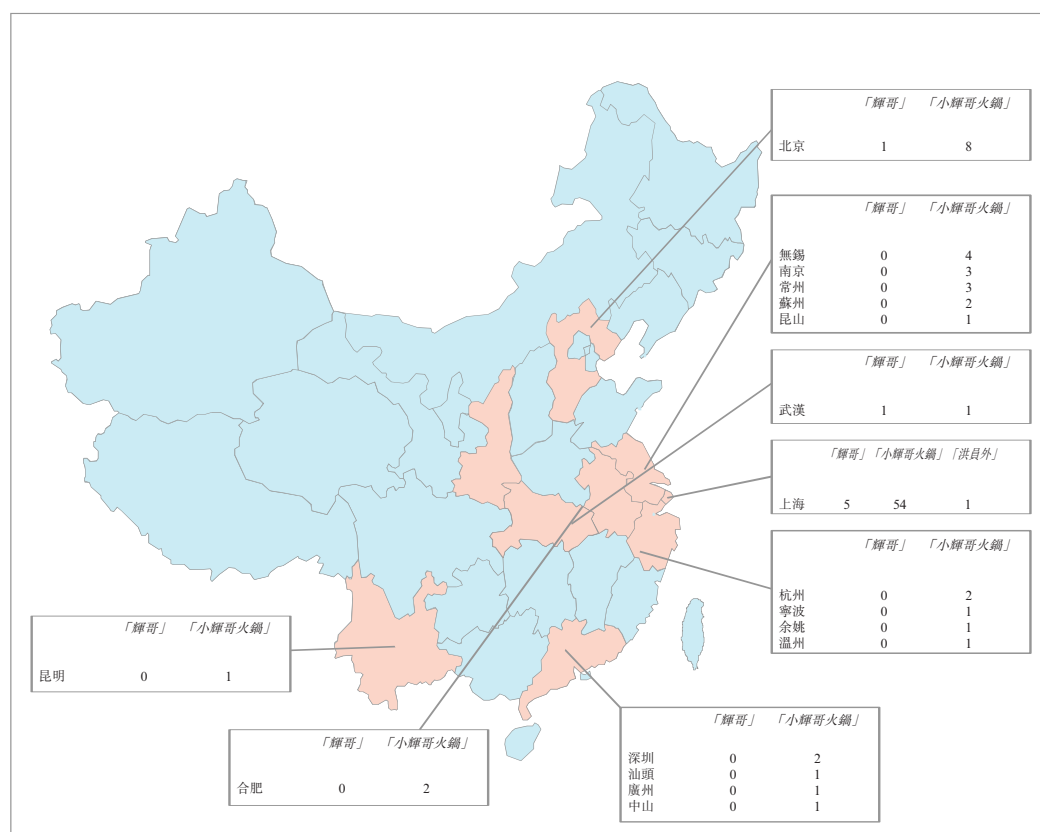 「輝哥」 「小輝哥火鍋」
北京 1 8
「輝哥」 「小輝哥火鍋」
無錫 0 4
南京 0 3
常州 0 3
蘇州 0 2
昆山 0 1
「輝哥」 「小輝哥火鍋」
武漢 1 1
「輝哥」 「小輝哥火鍋」 「洪員外」
上海 5 54 1
「輝哥」 「小輝哥火鍋」
杭州 0 2
寧波 0 1
余姚 0 1
溫州 0 1
「輝哥」 「小輝哥火鍋」
昆明 0 1
「輝哥」 「小輝哥火鍋」
合肥 0 2
「輝哥」 「小輝哥火鍋」
深圳 0 2
汕頭 0 1
廣州 0 1
中山 0 1